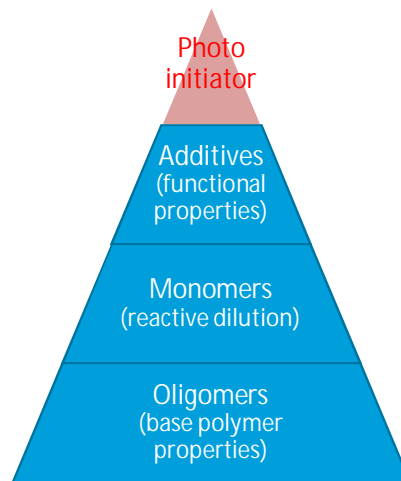 Photo
initiator
Additives
(functional
properties)
Monomers
(reactive dilution)
Oligomers
(base polymer
properties)